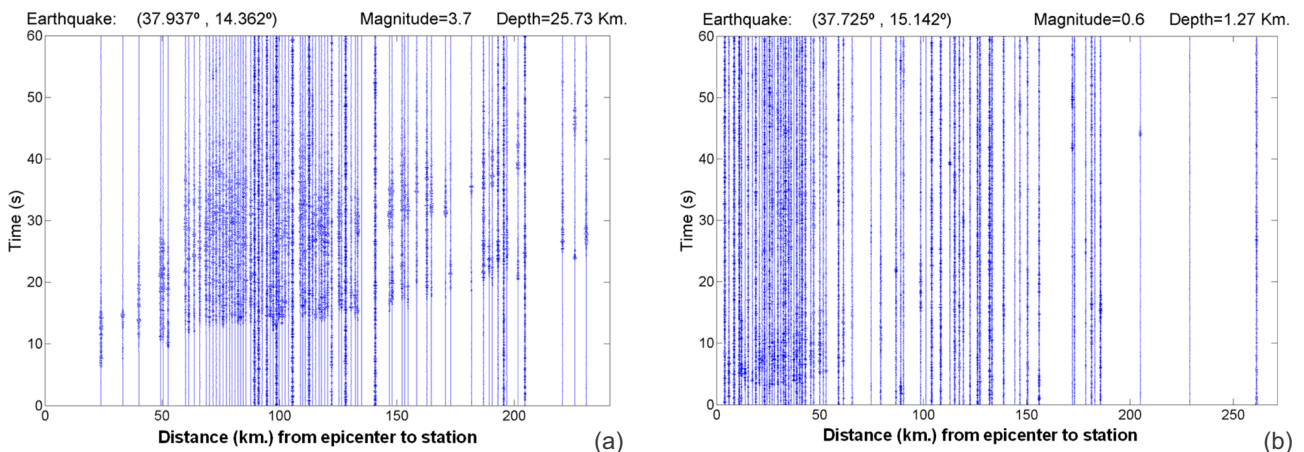 Earthquake: (37.937º , 14.362º) Magnitude=3.7 Depth=25.73 Km.
60
50
40
30
20
10
0
Time (s)
0 50 100 150 200
Distance (km.) from epicenter to station
(a)
Earthquake: (37.725º , 15.142º) Magnitude=0.6 Depth=1.27 Km.
60
50
40
30
20
10
0
Time (s)
0 50 100 150 200 250
Distance (km.) from epicenter to station
(b)